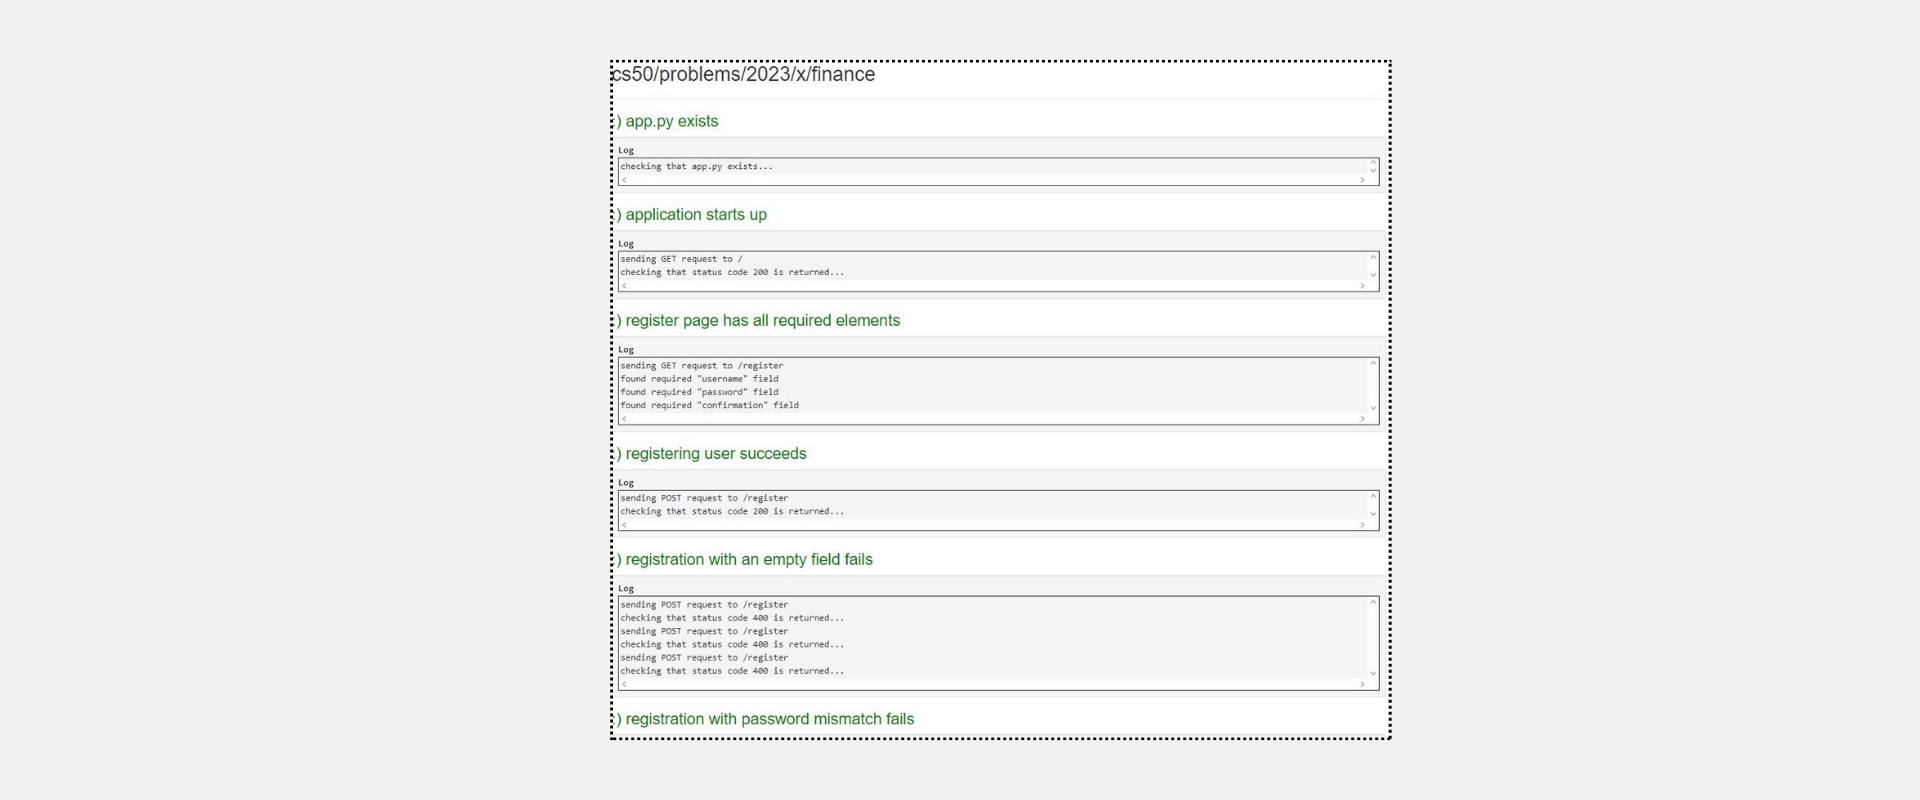 cs50/problems/2023/x/finance
:) app.py exists
Log
checking that app.py exists...
:) application starts up
Log
sending GET request to /
checking that status code 200 is returned...
:) register page has all required elements
Log
sending GET request to /register
found required "username" field
found required "password" field
found required "confirmation" field
:) registering user succeeds
Log
sending POST request to /register
checking that status code 200 is returned...
:) registration with an empty field fails
Log
sending POST request to /register
checking that status code 400 is returned...
sending POST request to /register
checking that status code 400 is returned...
sending POST request to /register
checking that status code 400 is returned...
:) registration with password mismatch fails